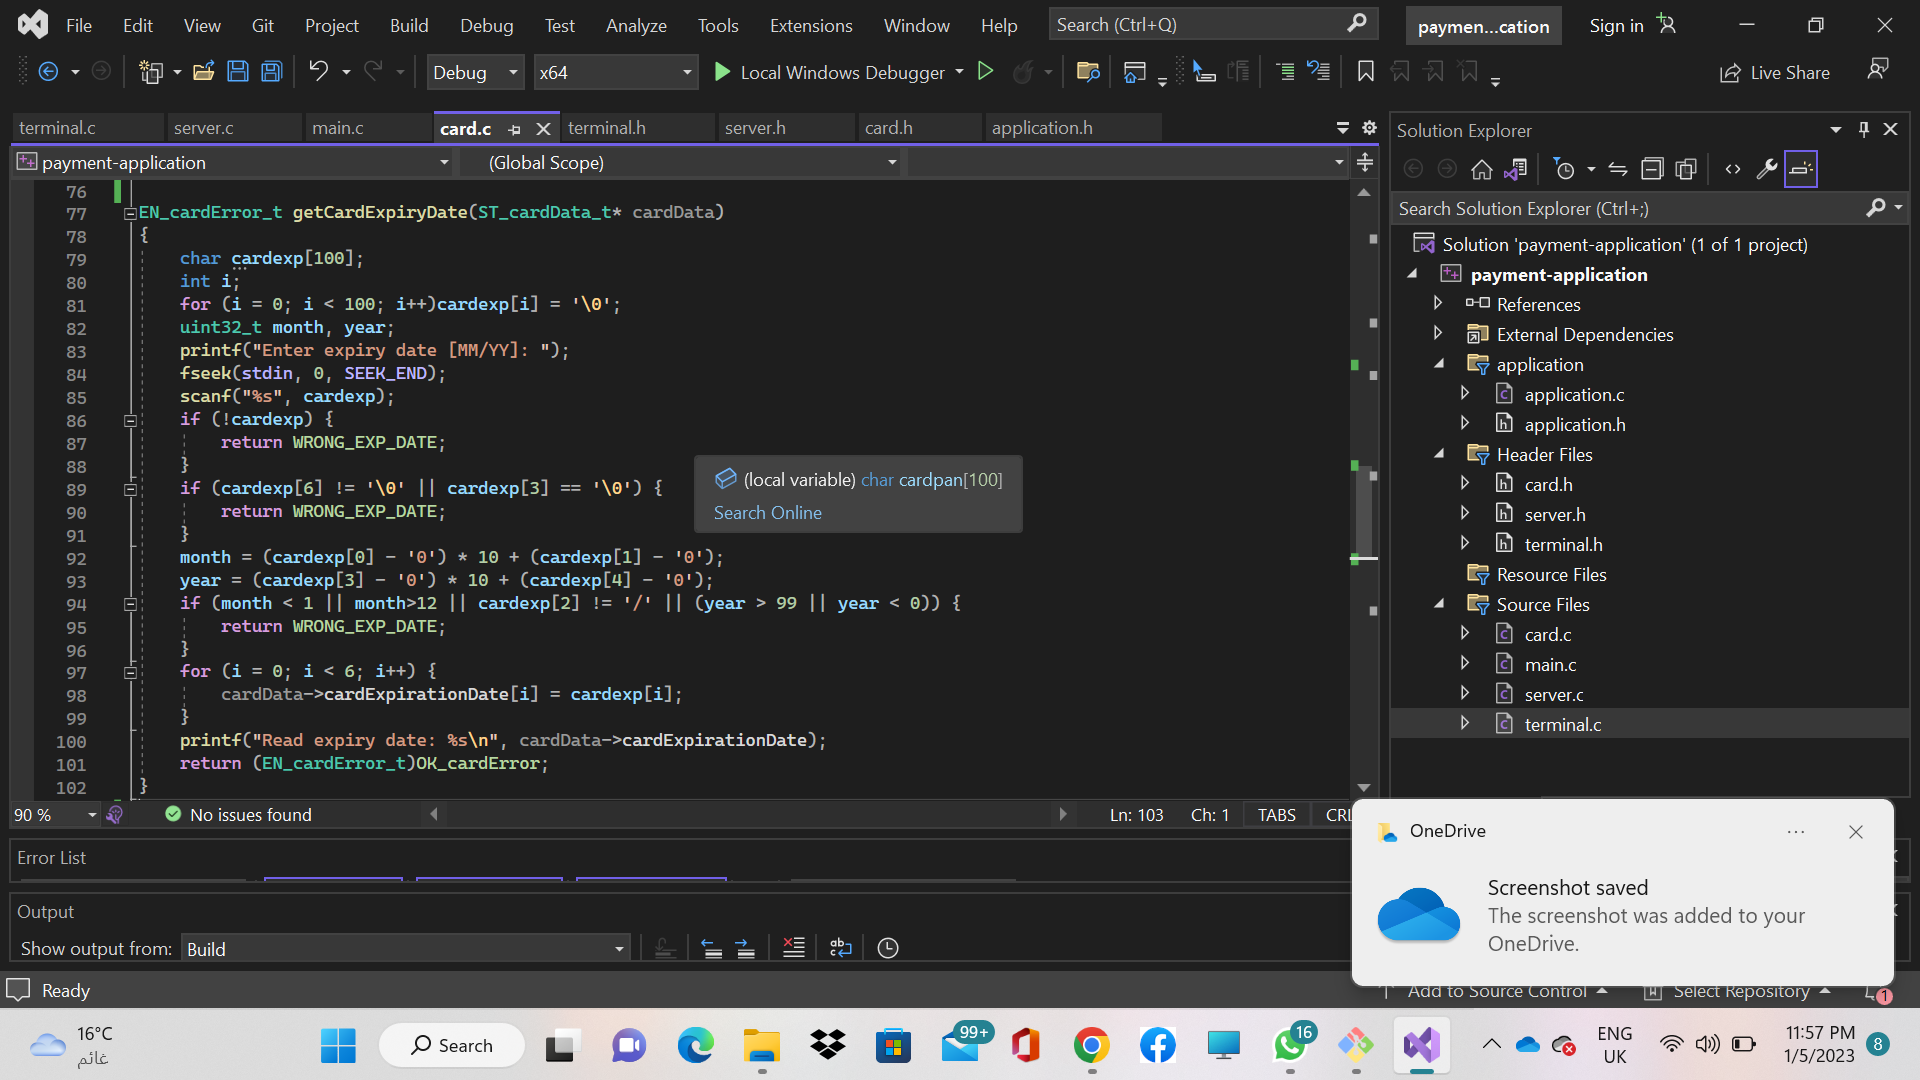 File Edit View Git Project Build Debug Test Analyze Tools Extensions Window Help Search (Ctrl+Q) paymen...cation Sign in
Debug x64 Local Windows Debugger Live Share
terminal.c server.c main.c card.c terminal.h server.h card.h application.h
payment-application (Global Scope)
76
77 EN_cardError_t getCardExpiryDate(ST_cardData_t* cardData)
78 {
79 char cardexp[100];
80 int i;
81 for (i = 0; i < 100; i++)cardexp[i] = '\0';
82 uint32_t month, year;
83 printf("Enter expiry date [MM/YY]: ");
84 fseek(stdin, 0, SEEK_END);
85 scanf("%s", cardexp);
86 if (!cardexp) {
87 return WRONG_EXP_DATE;
88 }
89 if (cardexp[6] != '\0' || cardexp[3] == '\0') {
90 return WRONG_EXP_DATE;
91 }
92 month = (cardexp[0] - '0') * 10 + (cardexp[1] - '0');
93 year = (cardexp[3] - '0') * 10 + (cardexp[4] - '0');
94 if (month < 1 || month>12 || cardexp[2] != '/' || (year > 99 || year < 0)) {
95 return WRONG_EXP_DATE;
96 }
97 for (i = 0; i < 6; i++) {
98 cardData->cardExpirationDate[i] = cardexp[i];
99 }
100 printf("Read expiry date: %s\n", cardData->cardExpirationDate);
101 return (EN_cardError_t)OK_cardError;
102 }
(local variable) char cardpan[100]
Search Online
90 % No issues found Ln: 103 Ch: 1 TABS CRL
Solution Explorer
Search Solution Explorer (Ctrl+;)
Solution 'payment-application' (1 of 1 project)
payment-application
References
External Dependencies
application
application.c
application.h
Header Files
card.h
server.h
terminal.h
Resource Files
Source Files
card.c
main.c
server.c
terminal.c
Error List
Output
Show output from: Build
OneDrive
Screenshot saved
The screenshot was added to your
OneDrive.
Ready Add to Source Control Select Repository 1
16°C
غائم
Search
99+
16
ENG
UK
11:57 PM
1/5/2023
8